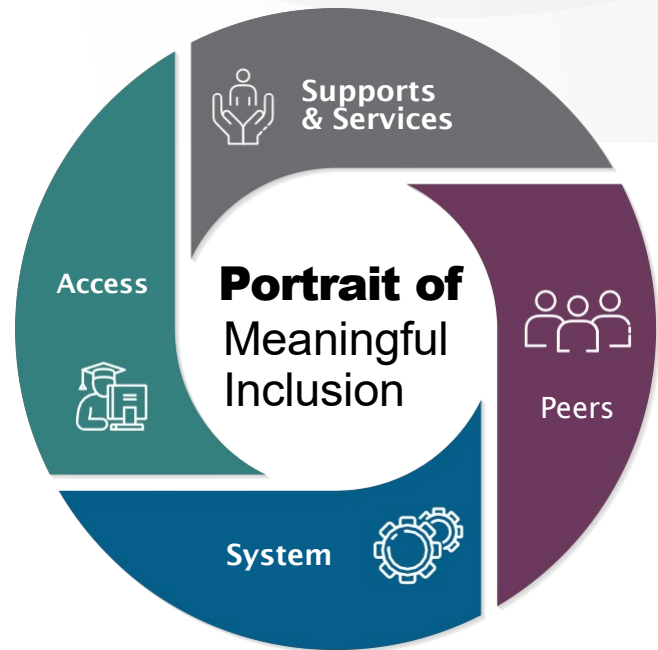 Supports
& Services
Access
Portrait of
Meaningful
Inclusion
Peers
System